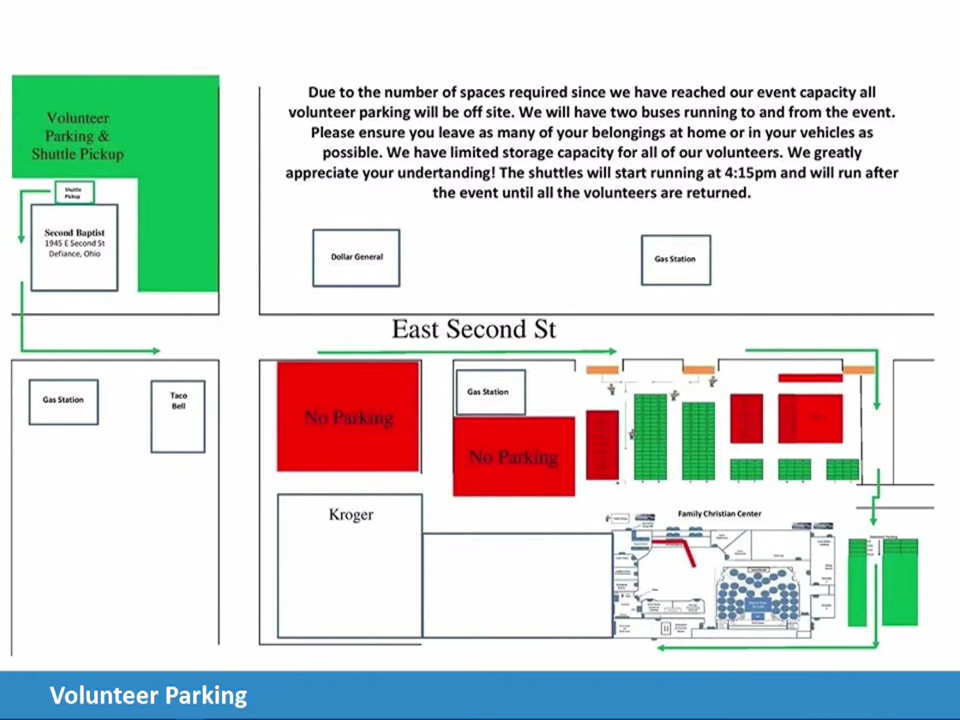 Due to the number of spaces required since we have reached our event capacity all
volunteer parking will be off site. We will have two buses running to and from the event.
Please ensure you leave as many of your belongings at home or in your vehicles as
possible. We have limited storage capacity for all of our volunteers. We greatly
appreciate your undertanding! The shuttles will start running at 4:15pm and will run after
the event until all the volunteers are returned.
Volunteer
Parking &
Shuttle Pickup
Shuttle
Pickup
Second Baptist
1945 E Second St
Defiance, Ohio
Dollar General
Gas Station
East Second St
Gas Station
Taco
Bell
No Parking
Gas Station
No Parking
Kroger
Family Christian Center
Volunteer Parking
Volunteer Parking